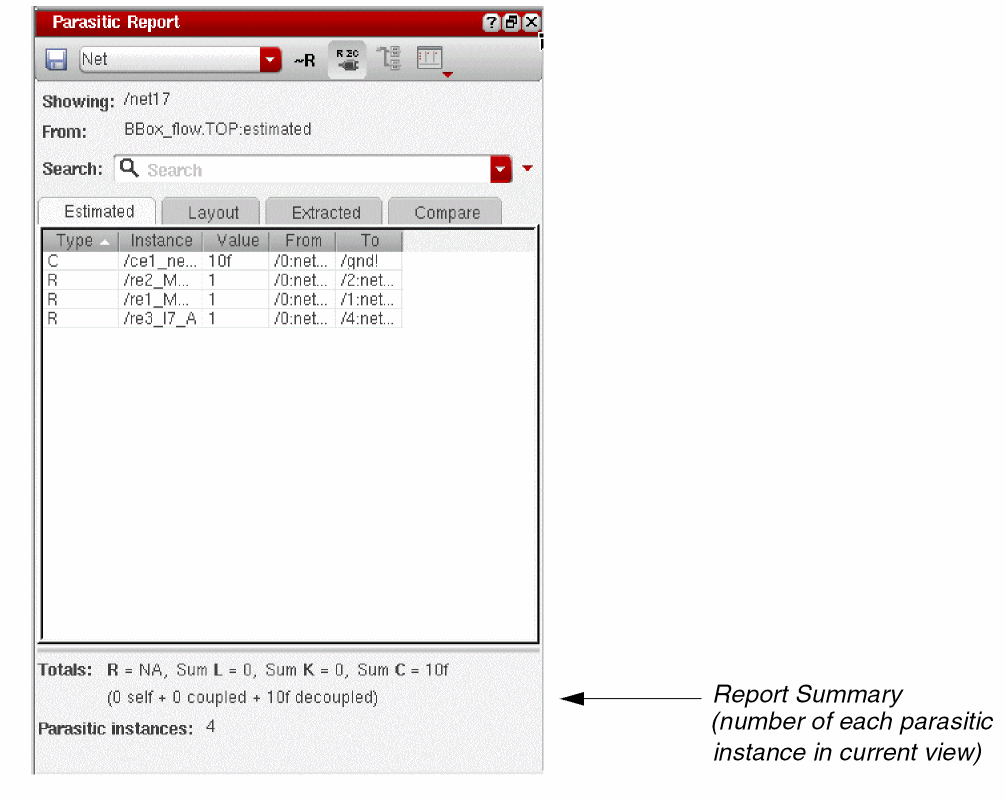 Parasitic Report
Net ~R R 2C
Showing: /net17
From: BBox_flow.TOP:estimated
Search: Search
Estimated Layout Extracted Compare
Type Instance Value From To
C /ce1_ne... 10f /0:net... /gnd!
R /re2_M... 1 /0:net... /2:net...
R /re1_M... 1 /0:net... /1:net...
R /re3_I7_A 1 /0:net... /4:net...
Totals: R = NA, Sum L = 0, Sum K = 0, Sum C = 10f
(0 self + 0 coupled + 10f decoupled)
Parasitic instances: 4
Report Summary
(number of each parasitic
instance in current view)